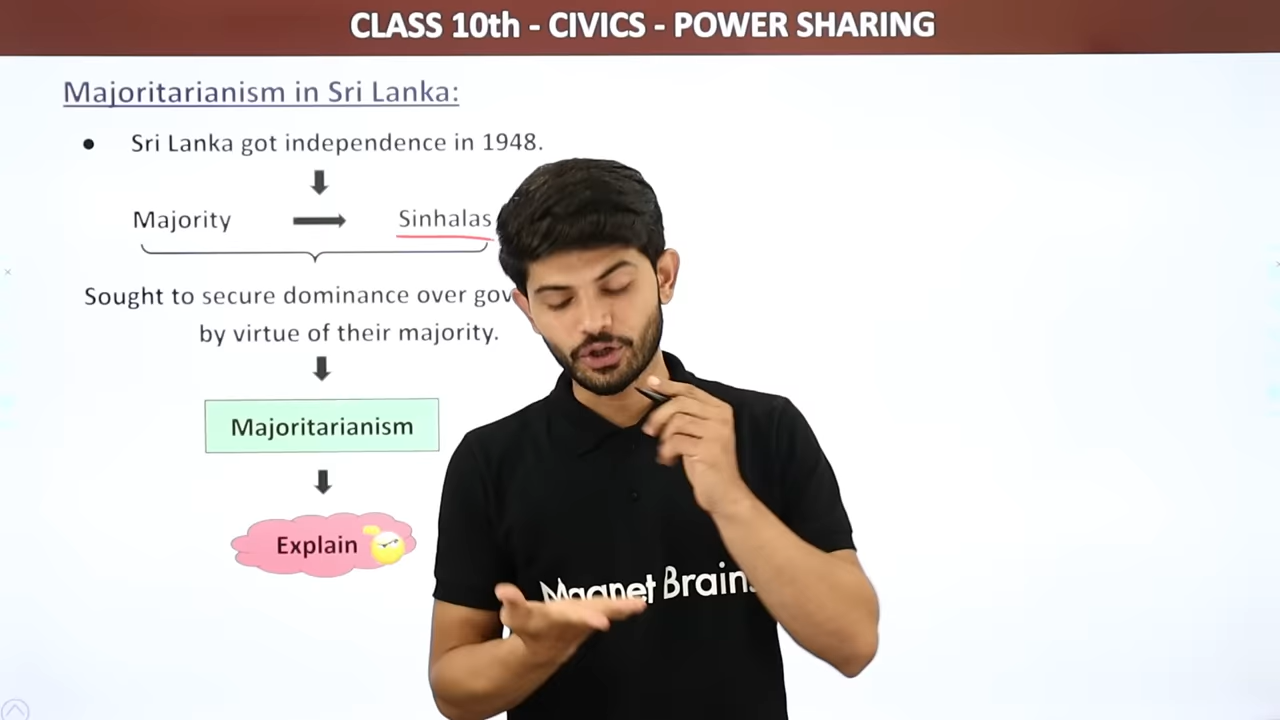 CLASS 10th - CIVICS - POWER SHARING
Majoritarianism in Sri Lanka:
● Sri Lanka got independence in 1948.
Majority Sinhalas
Sought to secure dominance over
by virtue of their majority.
Majoritarianism
Explain
Magnet Brains